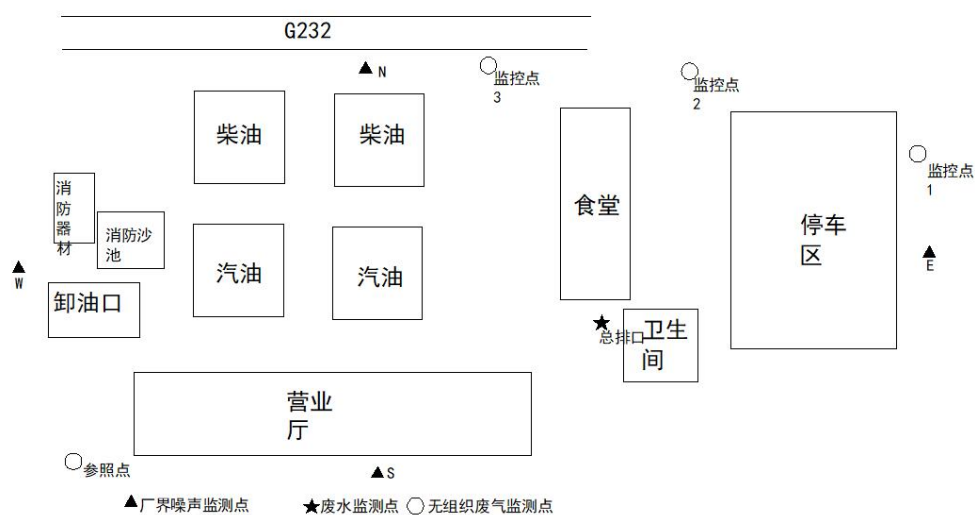 G232
N
监控点
3
监控点
2
柴油
柴油
监控点
1
消
防
器
材
消防沙
池
食堂
停车
区
W
汽油
汽油
E
卸油口
总排口
卫生
间
营业
厅
参照点
S
厂界噪声监测点
废水监测点
无组织废气监测点